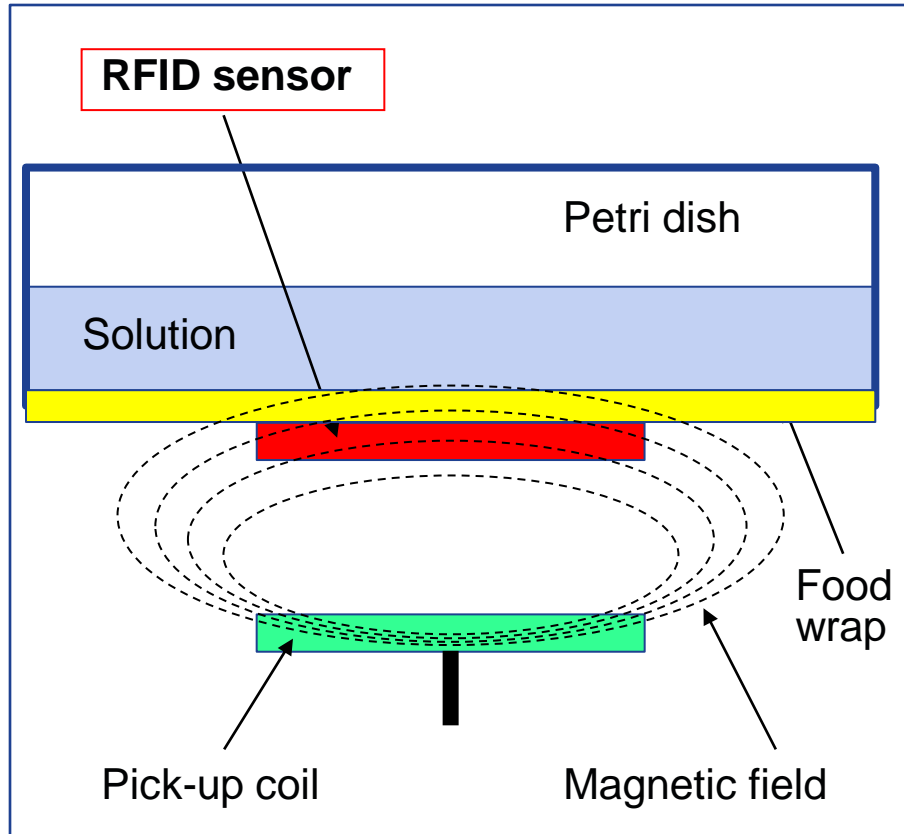 RFID sensor
Petri dish
Solution
Food
wrap
Pick-up coil
Magnetic field